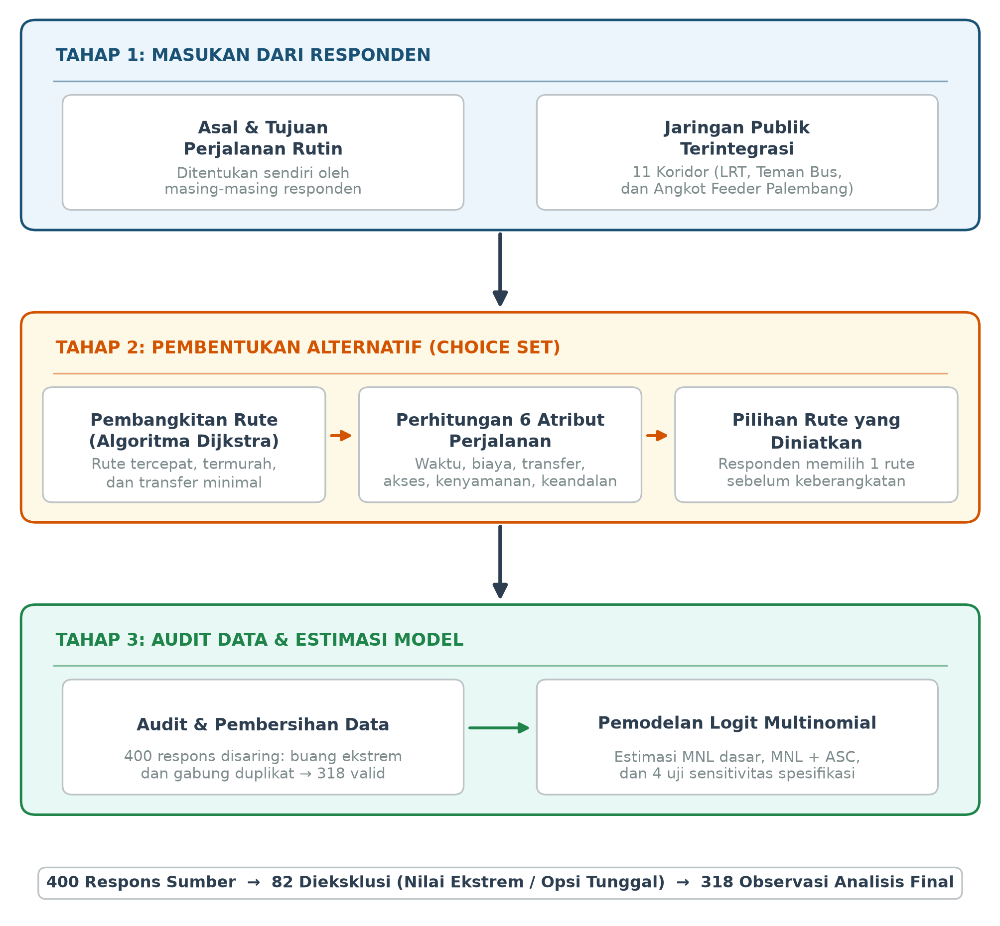 TAHAP 1: MASUKAN DARI RESPONDEN
Asal & Tujuan
Perjalanan Rutin
Ditentukan sendiri oleh
masing-masing responden
Jaringan Publik
Terintegrasi
11 Koridor (LRT, Teman Bus,
dan Angkot Feeder Palembang)
TAHAP 2: PEMBENTUKAN ALTERNATIF (CHOICE SET)
Pembangkitan Rute
(Algoritma Dijkstra)
Rute tercepat, termurah,
dan transfer minimal
Perhitungan 6 Atribut
Perjalanan
Waktu, biaya, transfer,
akses, kenyamanan, keandalan
Pilihan Rute yang
Diniatkan
Responden memilih 1 rute
sebelum keberangkatan
TAHAP 3: AUDIT DATA & ESTIMASI MODEL
Audit & Pembersihan Data
400 respons disaring: buang ekstrem
dan gabung duplikat → 318 valid
Pemodelan Logit Multinomial
Estimasi MNL dasar, MNL + ASC,
dan 4 uji sensitivitas spesifikasi
400 Respons Sumber → 82 Dieksklusi (Nilai Ekstrem / Opsi Tunggal) → 318 Observasi Analisis Final